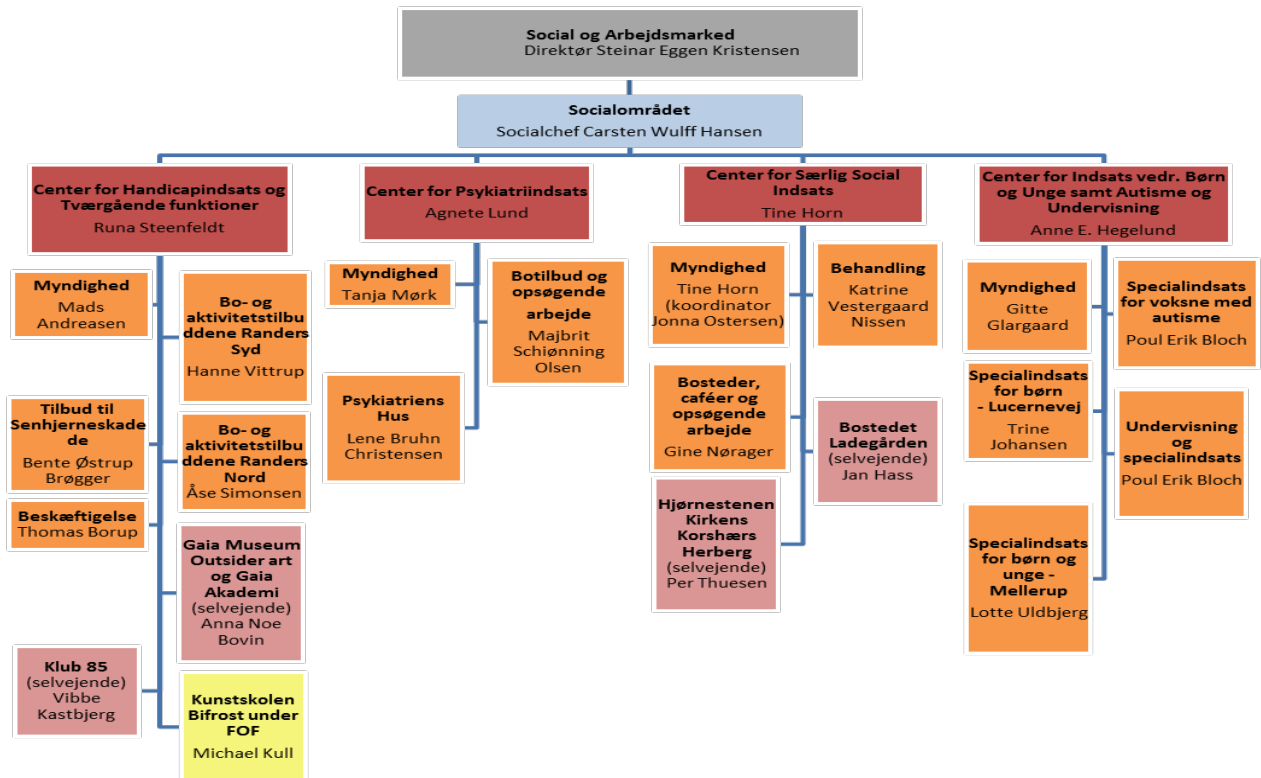 Social og Arbejdsmarked
Direktør Steinar Eggen Kristensen
Socialområdet
Socialchef Carsten Wulff Hansen
Center for Handicapindsats og
Tværgående funktioner
Runa Steenfeldt
Center for Psykiatriindsats
Agnete Lund
Center for Særlig Social
Indsats
Tine Horn
Center for Indsats vedr. Børn
og Unge samt Autisme og
Undervisning
Anne E. Hegelund
Myndighed
Mads
Andreasen
Bo- og
aktivitetstilbu
ddene Randers
Syd
Hanne Vittrup
Tilbud til
Senhjerneskade
de
Bente Østrup
Brøgger
Bo- og
aktivitetstilbu
ddene Randers
Nord
Åse Simonsen
Beskæftigelse
Thomas Borup
Gaia Museum
Outsider art
og Gaia
Akademi
(selvejende)
Anna Noe
Bovin
Klub 85
(selvejende)
Vibbe
Kastbjerg
Kunstskolen
Bifrost under
FOF
Michael Kull
Myndighed
Tanja Mørk
Botilbud og
opsøgende
arbejde
Majbrit
Schiønning
Olsen
Psykiatriens
Hus
Lene Bruhn
Christensen
Myndighed
Tine Horn
(koordinator
Jonna Ostersen)
Behandling
Katrine
Vestergaard
Nissen
Bosteder,
caféer og
opsøgende
arbejde
Gine Nørager
Bostedet
Ladegården
(selvejende)
Jan Hass
Hjørnestenen
Kirkens
Korshærs
Herberg
(selvejende)
Per Thuesen
Myndighed
Gitte
Glargaard
Specialindsats
for voksne med
autisme
Poul Erik Bloch
Specialindsats
for børn
- Lucernevej
Trine
Johansen
Undervisning
og
specialindsats
Poul Erik Bloch
Specialindsats
for børn og
unge -
Mellerup
Lotte Uldbjerg